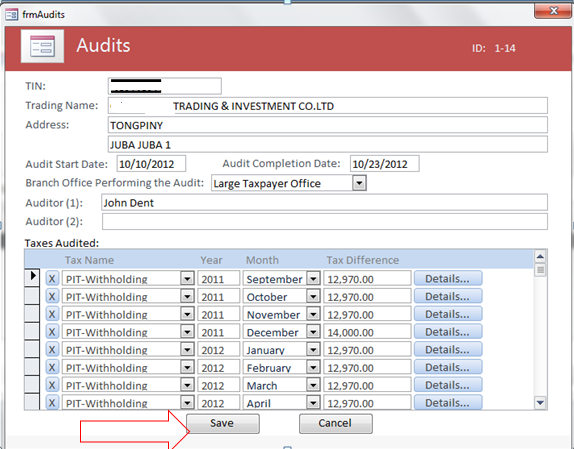 frmAudits
Audits ID: 1-14
TIN:
Trading Name: TRADING & INVESTMENT CO.LTD
Address: TONGPINY
JUBA JUBA 1
Audit Start Date: 10/10/2012 Audit Completion Date: 10/23/2012
Branch Office Performing the Audit: Large Taxpayer Office
Auditor (1): John Dent
Auditor (2):
Taxes Audited:
Tax Name Year Month Tax Difference
X PIT-Withholding 2011 September 12,970.00 Details...
X PIT-Withholding 2011 October 12,970.00 Details...
X PIT-Withholding 2011 November 12,970.00 Details...
X PIT-Withholding 2011 December 14,000.00 Details...
X PIT-Withholding 2012 January 12,970.00 Details...
X PIT-Withholding 2012 February 12,970.00 Details...
X PIT-Withholding 2012 March 12,970.00 Details...
X PIT-Withholding 2012 April 12,970.00 Details...
Save Cancel